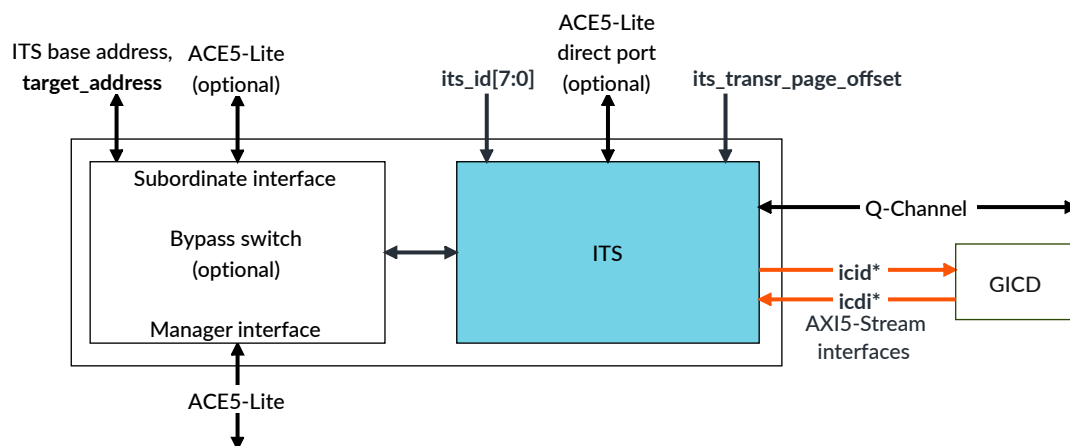 ITS base address,
target_address
ACE5-Lite
(optional)
its_id[7:0]
ACE5-Lite
direct port
(optional)
its_transr_page_offset
Subordinate interface
Bypass switch
(optional)
Manager interface
ITS
Q-Channel
icid*
icdi*
AXI5-Stream
interfaces
GICD
ACE5-Lite